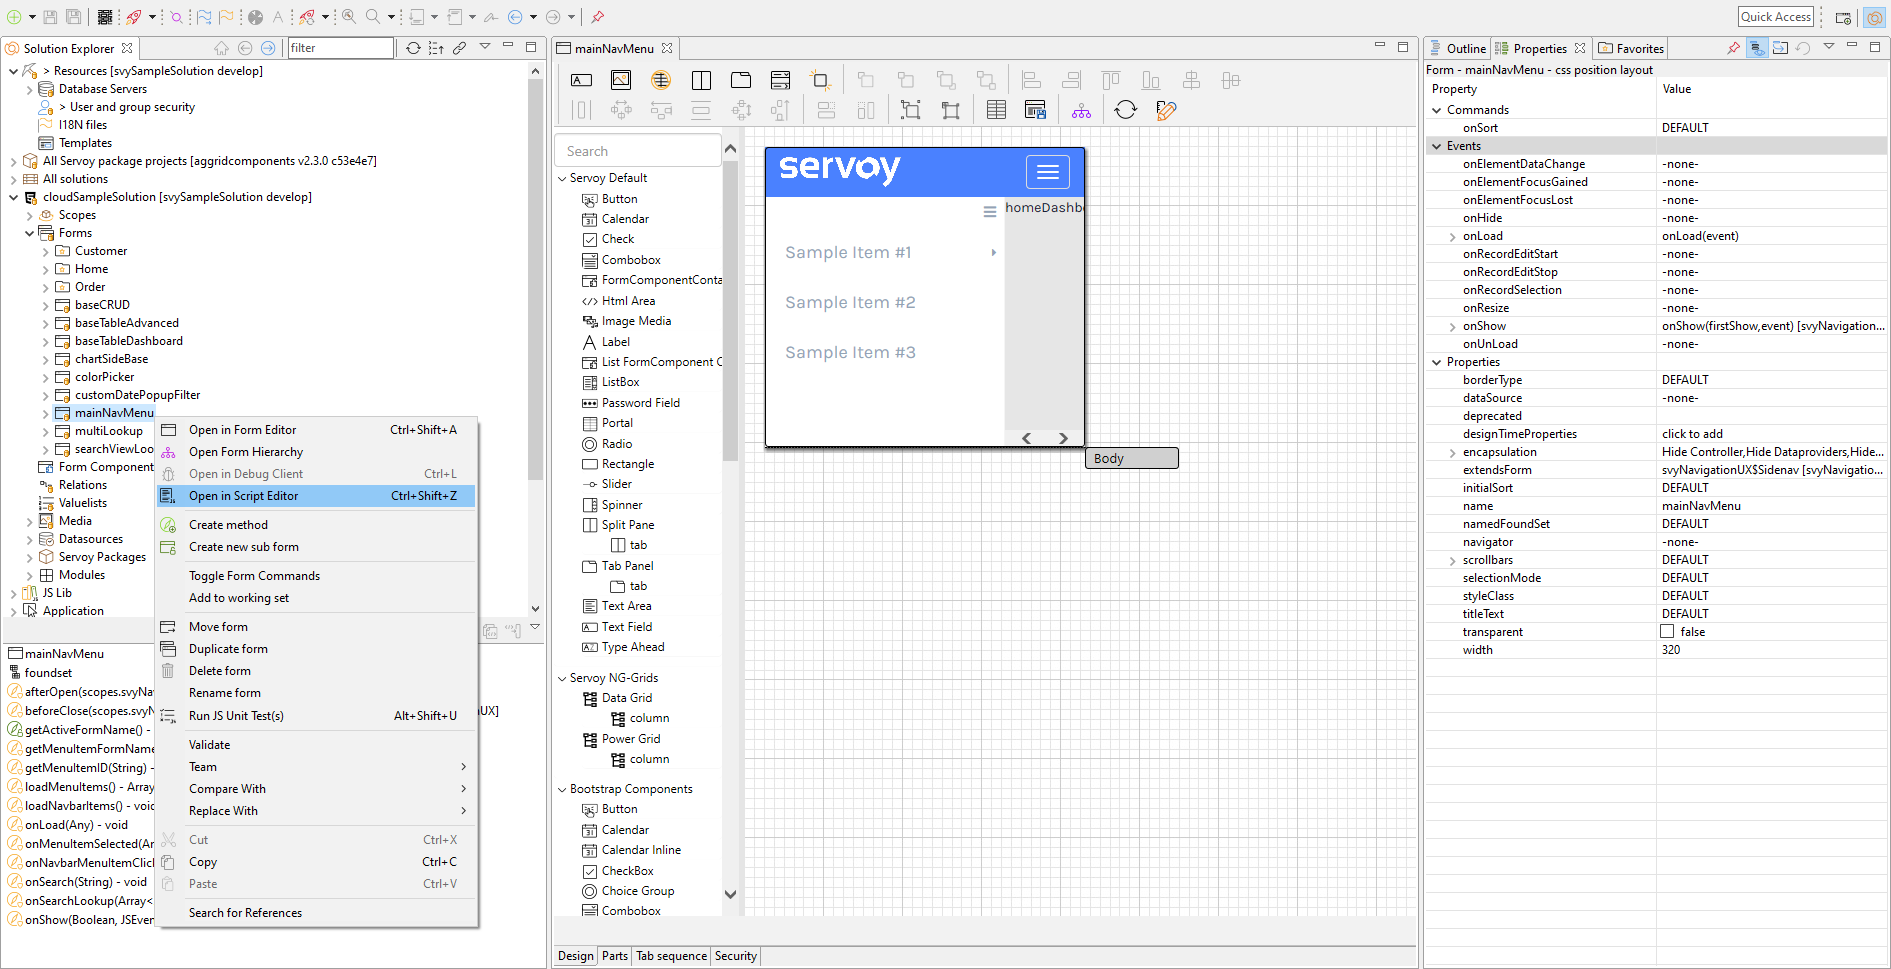 Quick Access
Solution Explorer
filter
> Resources [svySampleSolution develop]
Database Servers
> User and group security
I18N files
Templates
All Servoy package projects [aggridcomponents v2.3.0 c53e4e7]
All solutions
cloudSampleSolution [svySampleSolution develop]
Scopes
Forms
Customer
Home
Order
baseCRUD
baseTableAdvanced
baseTableDashboard
chartSideBase
colorPicker
customDatePopupFilter
mainNavMenu
multiLookup
searchViewLoo
Form Component
Relations
Valuelists
Media
Datasources
Servoy Packages
Modules
JS Lib
Application
Open in Form Editor Ctrl+Shift+A
Open Form Hierarchy
Open in Debug Client Ctrl+L
Open in Script Editor Ctrl+Shift+Z
Create method
Create new sub form
Toggle Form Commands
Add to working set
Move form
Duplicate form
Delete form
Rename form
Run JS Unit Test(s) Alt+Shift+U
Validate
Team
Compare With
Replace With
Cut Ctrl+X
Copy Ctrl+C
Paste Ctrl+V
Search for References
mainNavMenu
foundset
afterOpen(scopes.svyNa
beforeClose(scopes.svyN
UX]
getActiveFormName() -
getMenuItemFormName
getMenuItemID(String) -
loadMenuItems() - Array
loadNavbarItems() - voic
onLoad(Any) - void
onMenuItemSelected(Ar
onNavbarMenuItemClic
onSearch(String) - void
onSearchLookup(Array<
onShow(Boolean, JSEven
mainNavMenu
Search
Servoy Default
Button
Calendar
Check
Combobox
FormComponentConta
Html Area
Image Media
Label
List FormComponent C
ListBox
Password Field
Portal
Radio
Rectangle
Slider
Spinner
Split Pane
tab
Tab Panel
tab
Text Area
Text Field
Type Ahead
Servoy NG-Grids
Data Grid
column
Power Grid
column
Bootstrap Components
Button
Calendar
Calendar Inline
CheckBox
Choice Group
Combobox
servoy
homeDashb
Sample Item #1
Sample Item #2
Sample Item #3
Body
Design Parts Tab sequence Security
Outline Properties Favorites
Form - mainNavMenu - css position layout
Property Value
Commands
onSort DEFAULT
Events
onElementDataChange -none-
onElementFocusGained -none-
onElementFocusLost -none-
onHide -none-
onLoad onLoad(event)
onRecordEditStart -none-
onRecordEditStop -none-
onRecordSelection -none-
onResize -none-
onShow onShow(firstShow,event) [svyNavigation...
onUnLoad -none-
Properties
borderType DEFAULT
dataSource -none-
deprecated
designTimeProperties click to add
encapsulation Hide Controller,Hide Dataproviders,Hide...
extendsForm svyNavigationUX$Sidenav [svyNavigatio...
initialSort DEFAULT
name mainNavMenu
namedFoundSet DEFAULT
navigator -none-
scrollbars DEFAULT
selectionMode DEFAULT
styleClass DEFAULT
titleText DEFAULT
transparent false
width 320